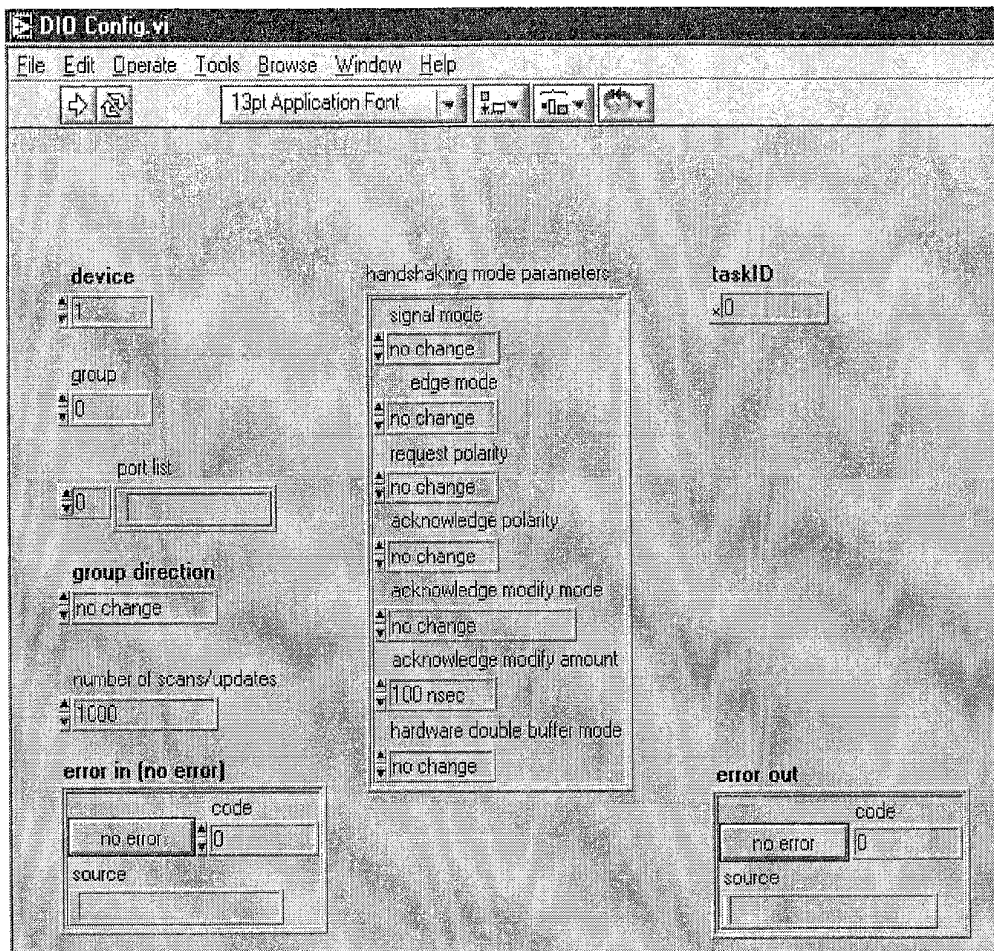 DIO Config.vi
File Edit Operate Tools Browse Window Help
13pt Application Font
device
1
group
0
port list
0
group direction
no change
number of scans/updates
1000
error in (no error)
code
no error 0
source
handshaking mode parameters
signal mode
no change
edge mode
no change
request polarity
no change
acknowledge polarity
no change
acknowledge modify mode
no change
acknowledge modify amount
100 nsec
hardware double buffer mode
no change
taskID
x0
error out
code
no error 0
source